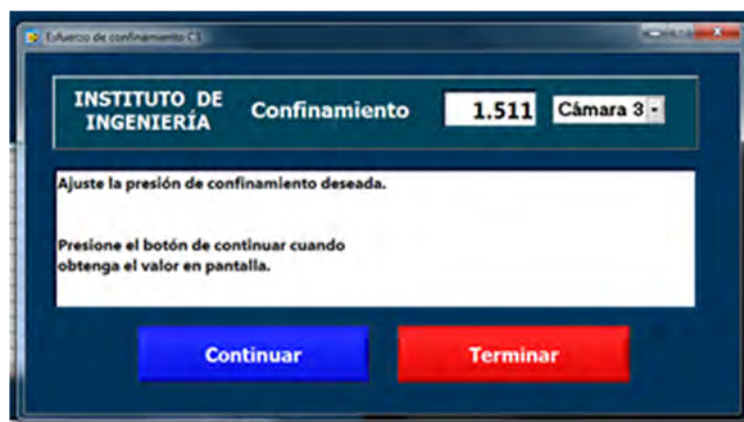 Esfuerzo de confinamiento C3
INSTITUTO DE
INGENIERÍA
Confinamiento
1.511
Cámara 3
Ajuste la presión de confinamiento deseada.
Presione el botón de continuar cuando
obtenga el valor en pantalla.
Continuar
Terminar